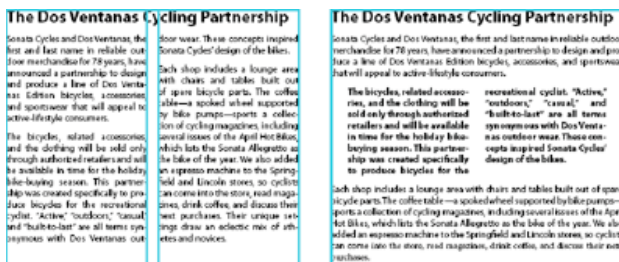 The Dos Ventanas Cycling Partnership
Sonata Cycles and Dos Ventanas, the
first and last name in reliable out-
door merchandise for 78 years, have
announced a partnership to design
and produce a line of Dos Venta-
nas Edition bicycles, accessories,
and sportswear that will appeal to
active-lifestyle consumers.
The bicycles, related accessories,
and the clothing will be sold only
through authorized retailers and will
be available in time for the holiday
bike-buying season. This partner-
ship was created specifically to pro-
duce bicycles for the recreational
cyclist. "Active," "outdoors," "casual,"
and "built-to-last" are all terms syn-
onymous with Dos Ventanas out-
door wear. These concepts inspired
Sonata Cycles' design of the bikes.
Each shop includes a lounge area
with chairs and tables built out
of spare bicycle parts. The coffee
table—a spoked wheel supported
by bike pumps—sports a collec-
tion of cycling magazines, including
several issues of the April Hot Bikes,
which lists the Sonata Allegretto as
the bike of the year. We also added
an espresso machine to the Spring-
field and Lincoln stores, so cyclists
can come into the store, read maga-
zines, drink coffee, and discuss their
next purchases. Their unique set-
tings draw an eclectic mix of ath-
letes and novices.
The Dos Ventanas Cycling Partnership
Sonata Cycles and Dos Ventanas, the first and last name in reliable outdoo
merchandise for 78 years, have announced a partnership to design and pro
duce a line of Dos Ventanas Edition bicycles, accessories, and sportswea
that will appeal to active-lifestyle consumers.
The bicycles, related accesso-
ries, and the clothing will be
sold only through authorized
retailers and will be available
in time for the holiday bike-
buying season. This partner-
ship was created specifically
to produce bicycles for the
recreational cyclist. "Active,"
"outdoors," "casual," and
"built-to-last" are all terms
synonymous with Dos Venta-
nas outdoor wear. These con-
cepts inspired Sonata Cycles'
design of the bikes.
Each shop includes a lounge area with chairs and tables built out of spare
bicycle parts. The coffee table—a spoked wheel supported by bike pumps—
sports a collection of cycling magazines, including several issues of the Apr
Hot Bikes, which lists the Sonata Allegretto as the bike of the year. We also
added an espresso machine to the Springfield and Lincoln stores, so cyclist
can come into the store, read magazines, drink coffee, and discuss their next
purchases.